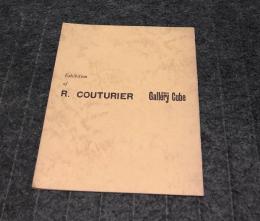 Exhibition
of
R. COUTURIER
Gallery Cube